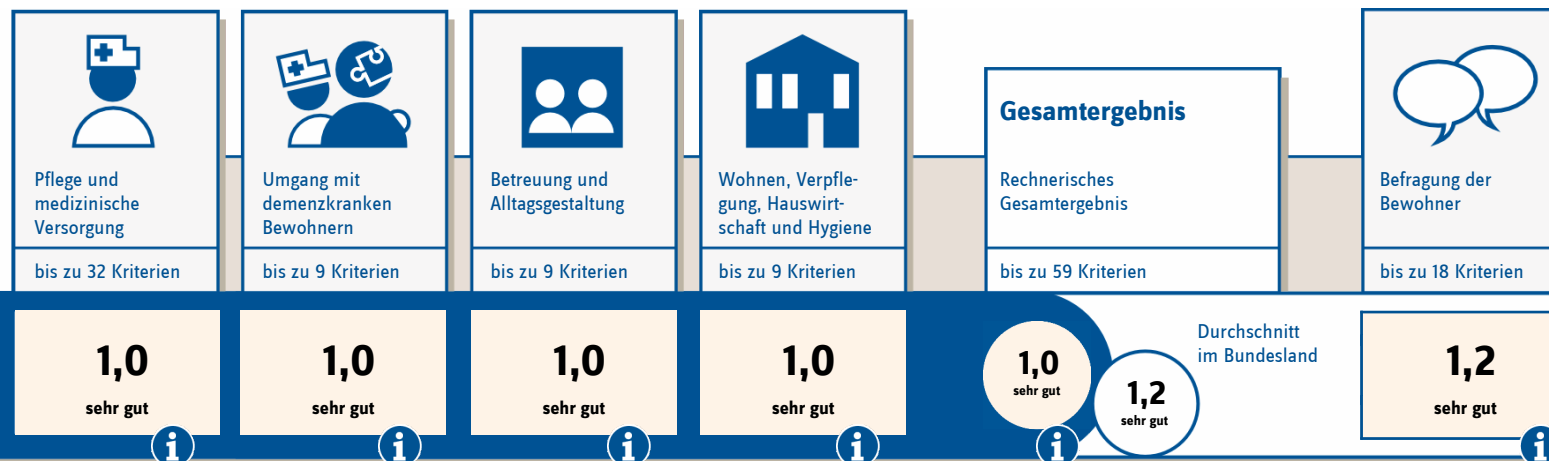 Pflege und
medizinische
Versorgung
bis zu 32 Kriterien
1,0
sehr gut
i
Umgang mit
demenzkranken
Bewohnern
bis zu 9 Kriterien
1,0
sehr gut
i
Betreuung und
Alltagsgestaltung
bis zu 9 Kriterien
1,0
sehr gut
i
Wohnen, Verpfle-
gung, Hauswirt-
schaft und Hygiene
bis zu 9 Kriterien
1,0
sehr gut
i
Gesamtergebnis
Rechnerisches
Gesamtergebnis
bis zu 59 Kriterien
1,0
sehr gut
i
1,2
sehr gut
Durchschnitt
im Bundesland
Befragung der
Bewohner
bis zu 18 Kriterien
1,2
sehr gut
i